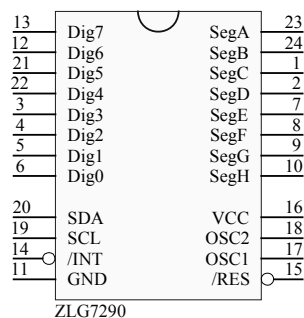 13 Dig7 SegA 23
12 Dig6 SegB 24
21 Dig5 SegC 1
22 Dig4 SegD 2
3 Dig3 SegE 7
4 Dig2 SegF 8
5 Dig1 SegG 9
6 Dig0 SegH 10
20 SDA VCC 16
19 SCL OSC2 18
14 /INT OSC1 17
11 GND /RES 15
ZLG7290